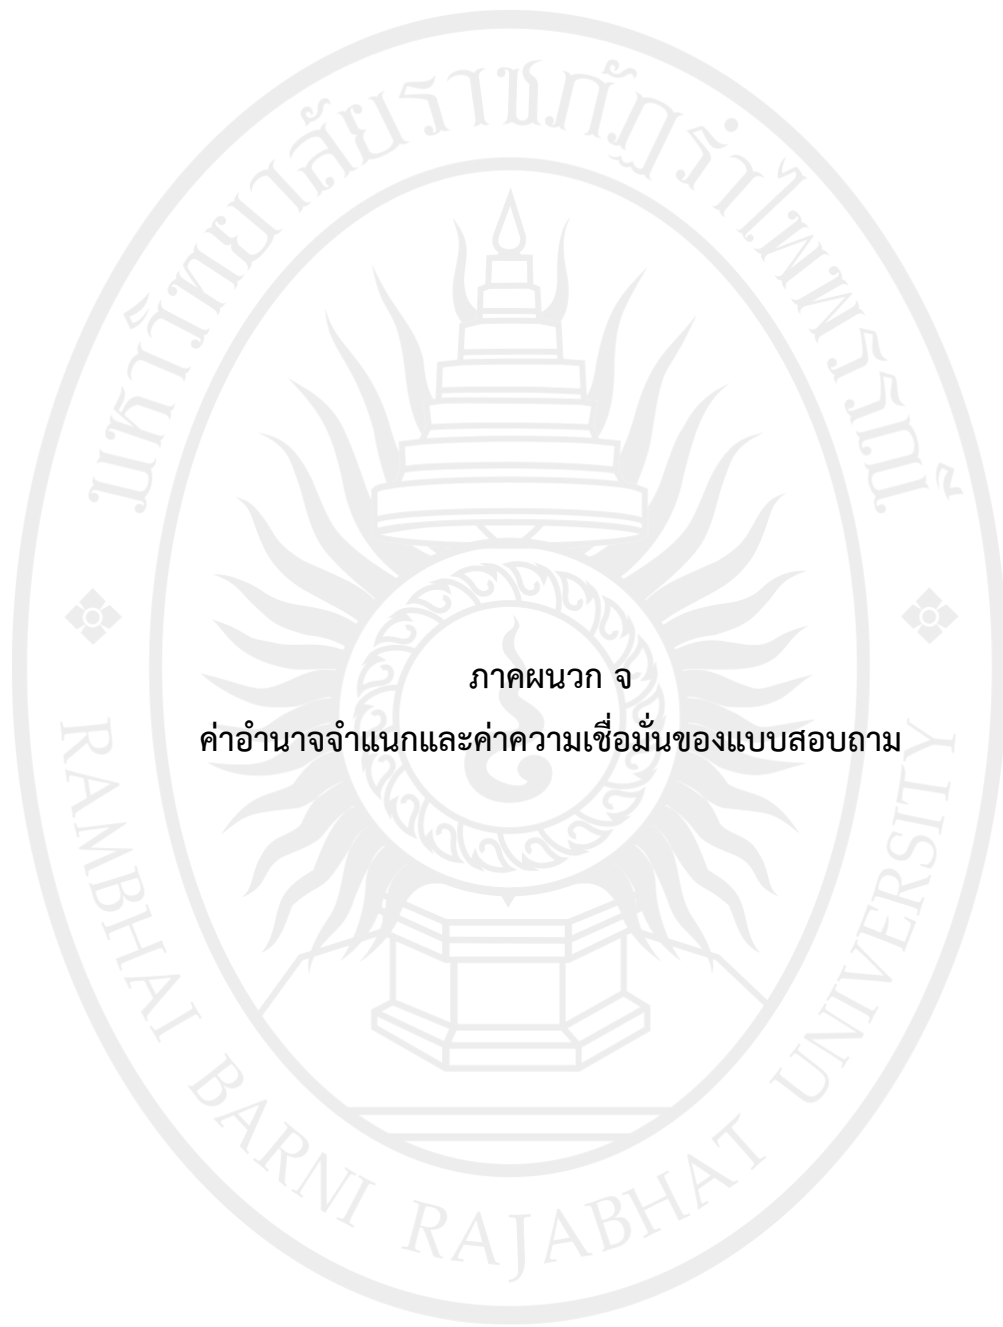 มหาวิทยาลัยราชภัฏรำไพพรรณี
ภาคผนวก จ
ค่าอำนาจจำแนกและค่าความเชื่อมั่นของแบบสอบถาม
RAMBHAI BARNI RAJABHAT UNIVERSITY